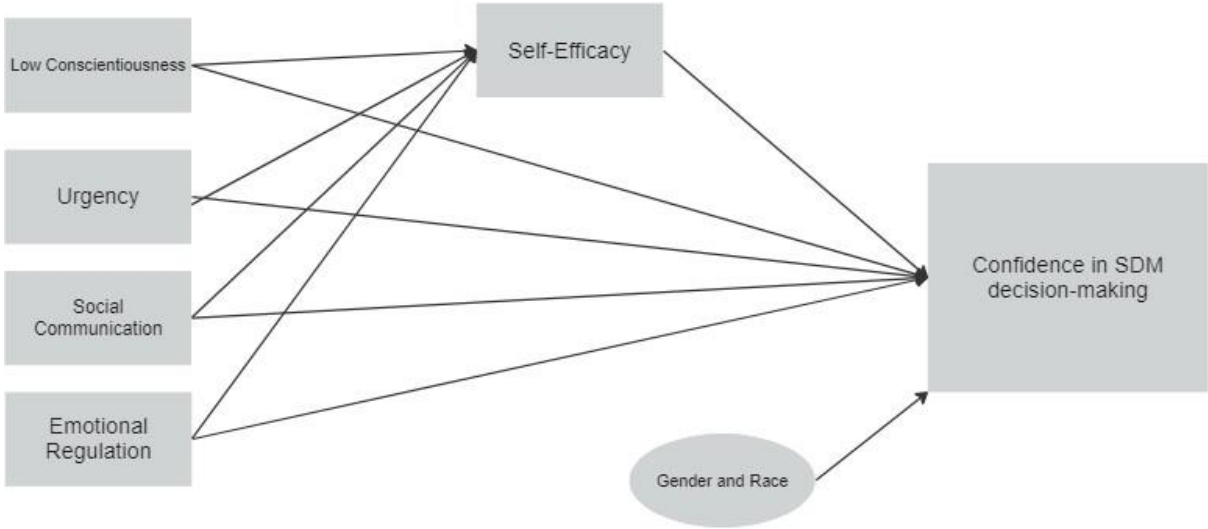 Low Conscientiousness
Self-Efficacy
Urgency
Social
Communication
Emotional
Regulation
Confidence in SDM
decision-making
Gender and Race